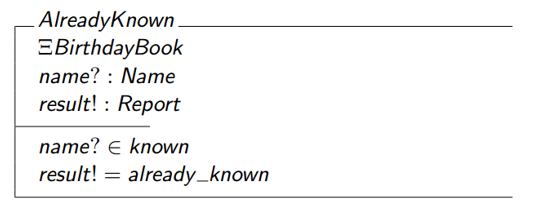 AlreadyKnown
ΞBirthdayBook
name? : Name
result! : Report
name? ∈ known
result! = already_known